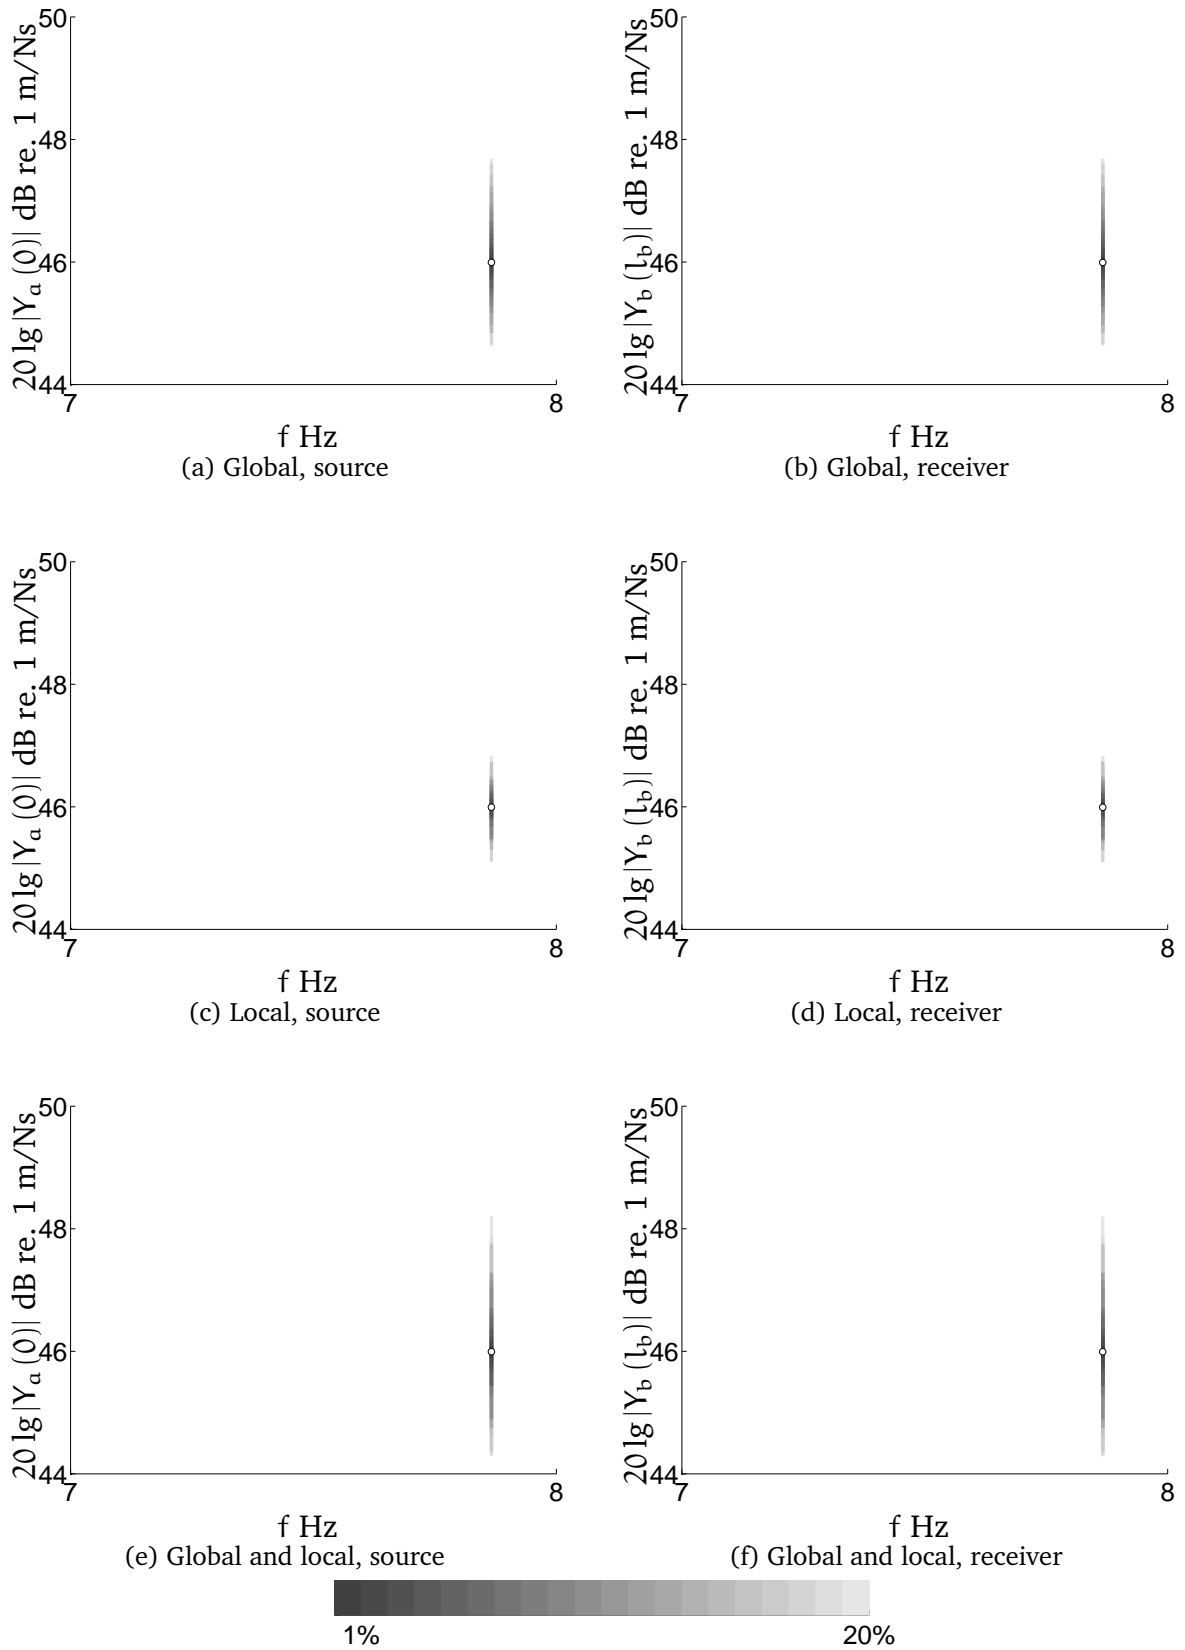 50
48
46
44
20 lg |Yₐ (0)| dB re. 1 m/Ns
7
8
f Hz
(a) Global, source
50
48
46
44
20 lg |Y_b (l_b)| dB re. 1 m/Ns
7
8
f Hz
(b) Global, receiver
50
48
46
44
20 lg |Yₐ (0)| dB re. 1 m/Ns
7
8
f Hz
(c) Local, source
50
48
46
44
20 lg |Y_b (l_b)| dB re. 1 m/Ns
7
8
f Hz
(d) Local, receiver
50
48
46
44
20 lg |Yₐ (0)| dB re. 1 m/Ns
7
8
f Hz
(e) Global and local, source
50
48
46
44
20 lg |Y_b (l_b)| dB re. 1 m/Ns
7
8
f Hz
(f) Global and local, receiver
1%
20%